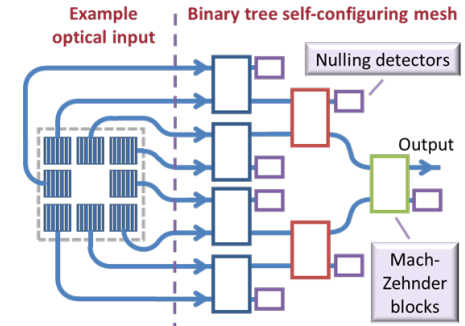 Example
optical input
Binary tree self-configuring mesh
Nulling detectors
Output
Mach-
Zehnder
blocks